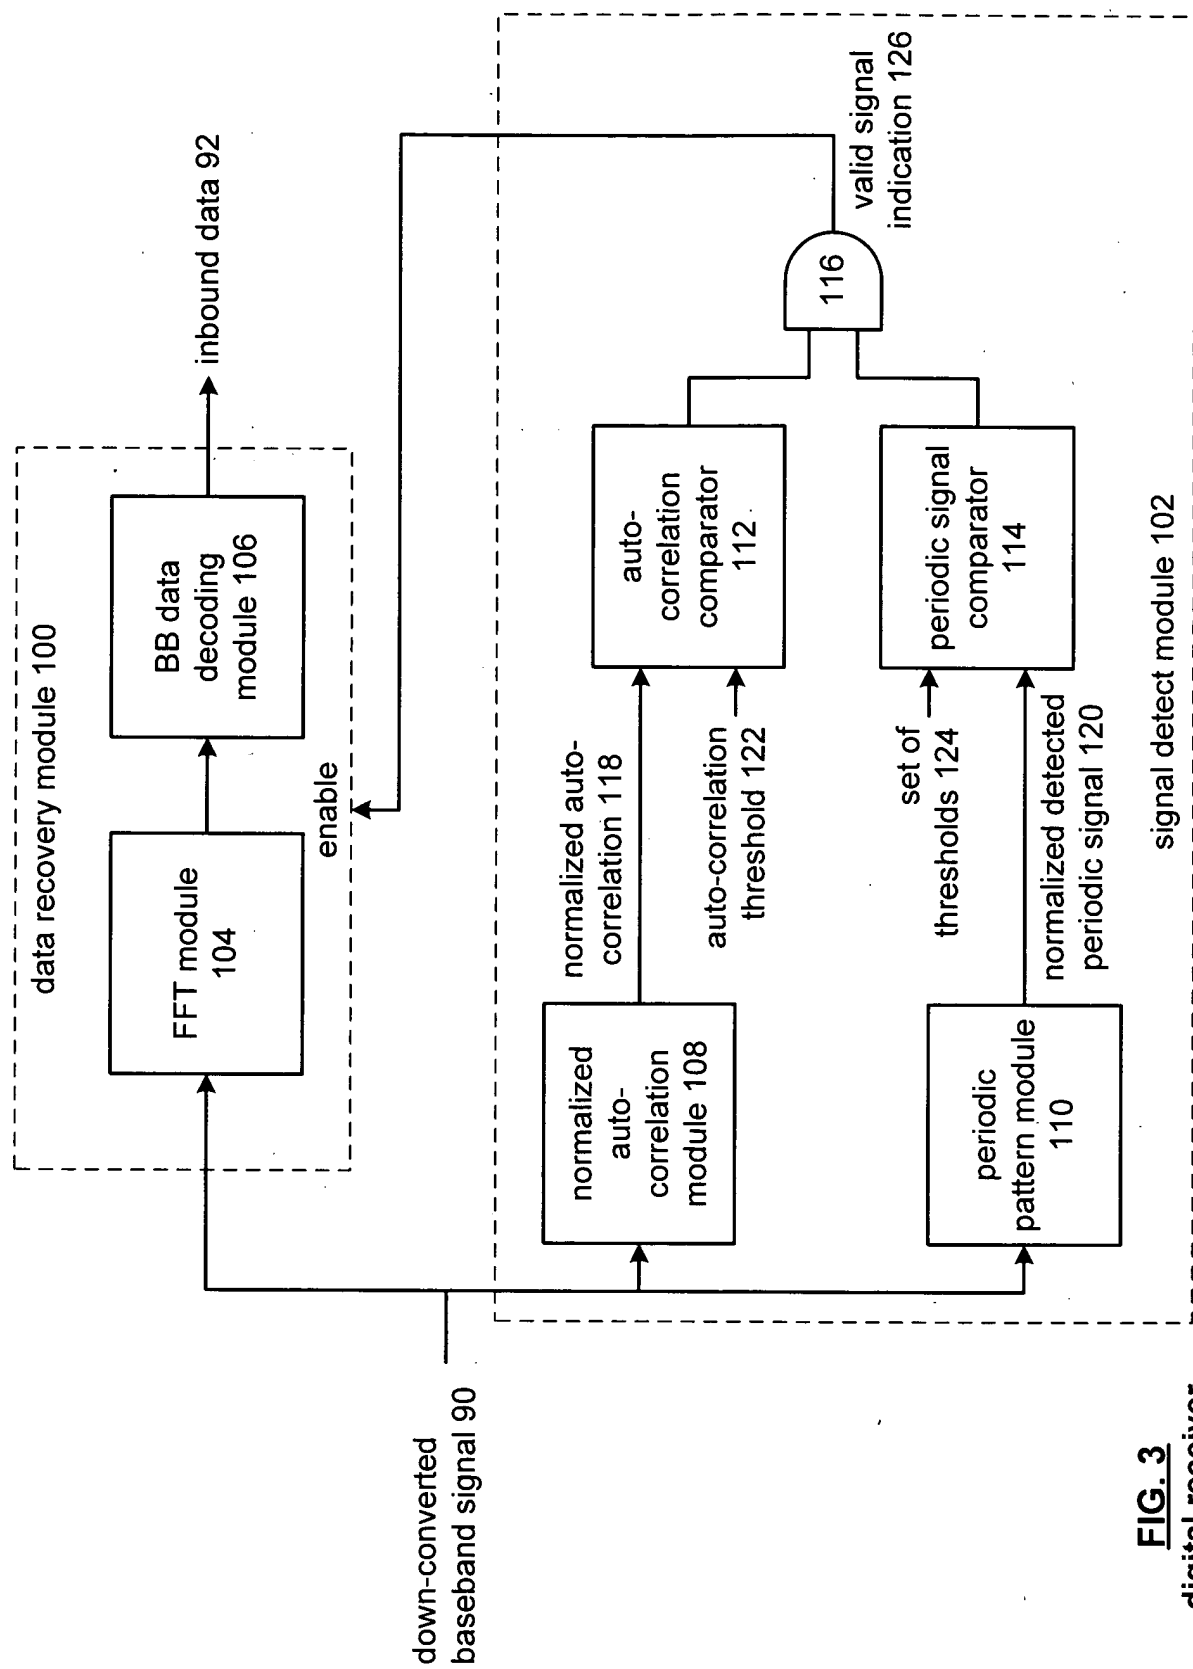 data recovery module 100
FFT module
104
BB data
decoding
module 106
inbound data 92
enable
down-converted
baseband signal 90
normalized
auto-
correlation
module 108
normalized auto-
correlation 118
auto-correlation
threshold 122
auto-
correlation
comparator
112
116
valid signal
indication 126
periodic
pattern module
110
set of
thresholds 124
normalized detected
periodic signal 120
periodic signal
comparator
114
signal detect module 102
FIG. 3
digital receiver